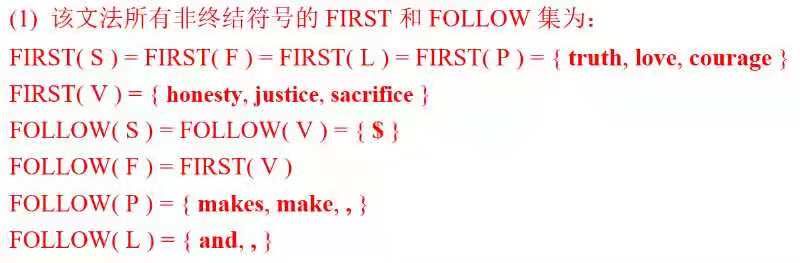 (1) 该文法所有非终结符号的 FIRST 和 FOLLOW 集为:
FIRST( S ) = FIRST( F ) = FIRST( L ) = FIRST( P ) = { truth, love, courage }
FIRST( V ) = { honesty, justice, sacrifice }
FOLLOW( S ) = FOLLOW( V ) = { $ }
FOLLOW( F ) = FIRST( V )
FOLLOW( P ) = { makes, make, , }
FOLLOW( L ) = { and, , }